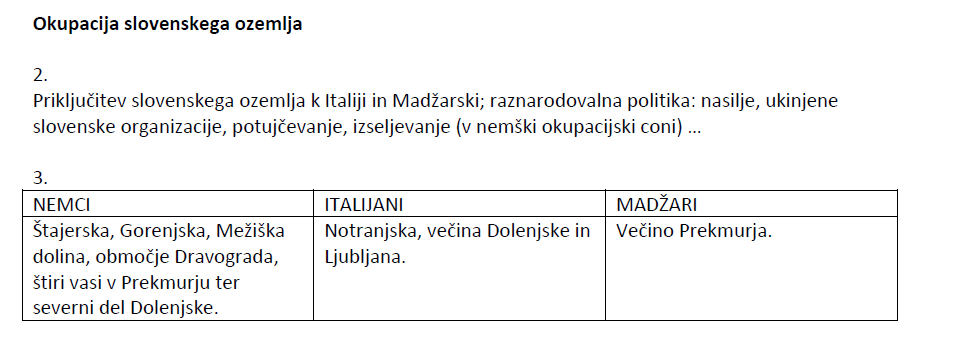 Okupacija slovenskega ozemlja
2.
Priključitev slovenskega ozemlja k Italiji in Madžarski; raznarodovalna politika: nasilje, ukinjene
slovenske organizacije, potujčevanje, izseljevanje (v nemški okupacijski coni) …
3.
NEMCI
ITALIJANI
MADŽARI
Štajerska, Gorenjska, Mežiška
dolina, območje Dravograda,
štiri vasi v Prekmurju ter
severni del Dolenjske.
Notranjska, večina Dolenjske in
Ljubljana.
Večino Prekmurja.